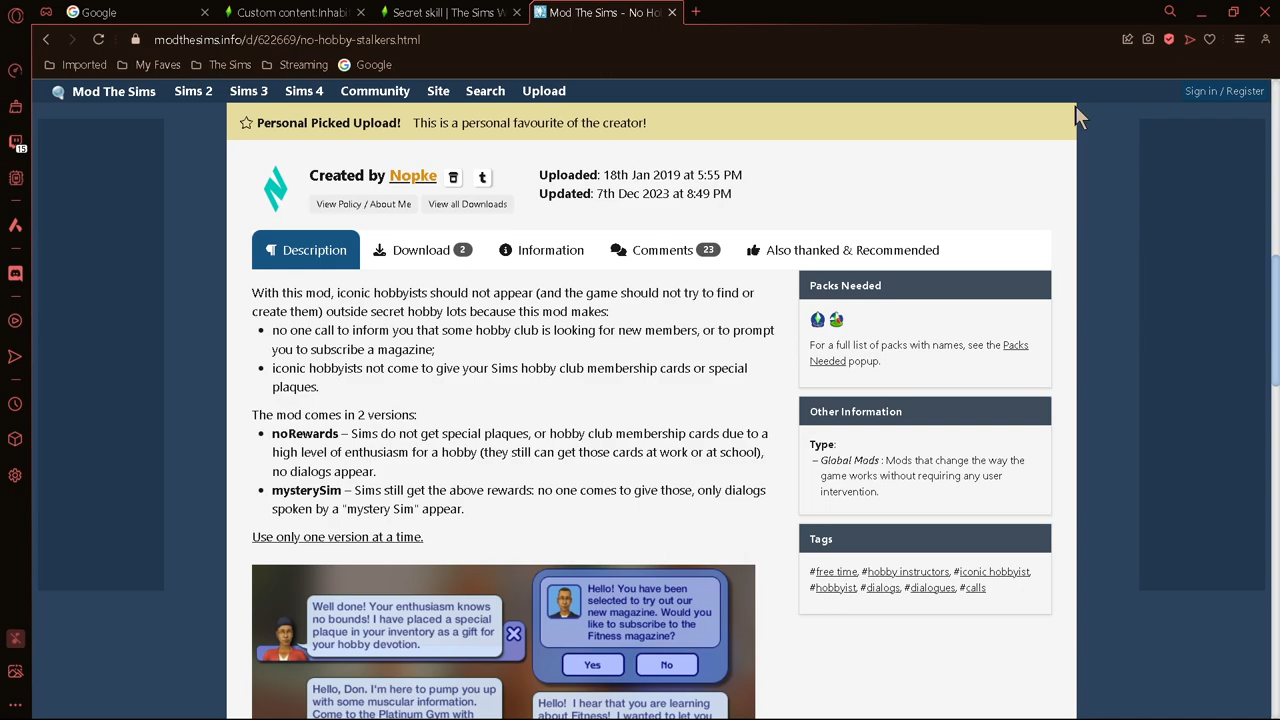 Google
Custom content:Inhabi
Secret skill | The Sims W
Mod The Sims - No Ho
modthesims.info/d/622669/no-hobby-stalkers.html
Imported
My Faves
The Sims
Streaming
Google
Mod The Sims
Sims 2
Sims 3
Sims 4
Community
Site
Search
Upload
Sign in / Register
15
Personal Picked Upload! This is a personal favourite of the creator!
Created by Nopke
t
View Policy / About Me
View all Downloads
Uploaded: 18th Jan 2019 at 5:55 PM
Updated: 7th Dec 2023 at 8:49 PM
Description
Download 2
Information
Comments 23
Also thanked & Recommended
With this mod, iconic hobbyists should not appear (and the game should not try to find or
create them) outside secret hobby lots because this mod makes:
• no one call to inform you that some hobby club is looking for new members, or to prompt
you to subscribe a magazine;
• iconic hobbyists not come to give your Sims hobby club membership cards or special
plaques.
The mod comes in 2 versions:
• noRewards – Sims do not get special plaques, or hobby club membership cards due to a
high level of enthusiasm for a hobby (they still can get those cards at work or at school),
no dialogs appear.
• mysterySim – Sims still get the above rewards: no one comes to give those, only dialogs
spoken by a "mystery Sim" appear.
Use only one version at a time.
Well done! Your enthusiasm knows
no bounds! I have placed a special
plaque in your inventory as a gift for
your hobby devotion.
Hello! You have been
selected to try out our
new magazine. Would you
like to subscribe to the
Fitness magazine?
Yes
No
Hello, Don. I'm here to pump you up
with some muscular information.
Come to the Platinum Gym with
Hello! I hear that you are learning
about Fitness! I wanted to let you
Packs Needed
For a full list of packs with names, see the Packs
Needed popup.
Other Information
Type:
– Global Mods : Mods that change the way the
game works without requiring any user
intervention.
Tags
#free time, #hobby instructors, #iconic hobbyist,
#hobbyist, #dialogs, #dialogues, #calls